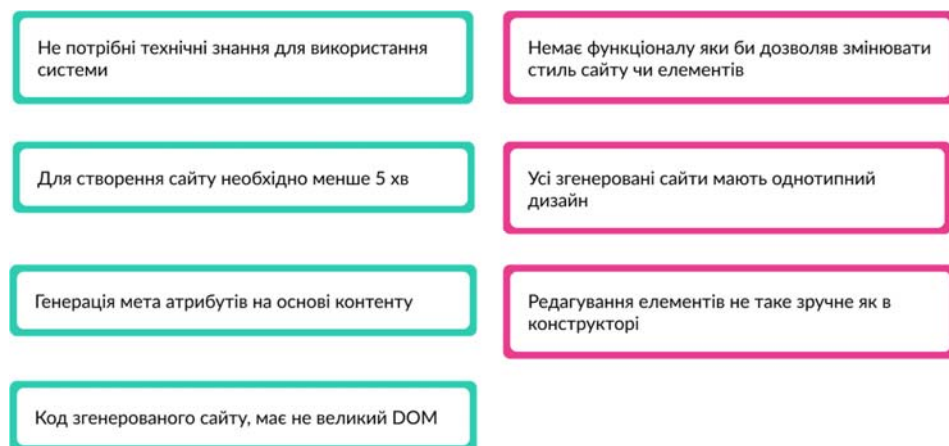 Не потрібні технічні знання для використання
системи
Для створення сайту необхідно менше 5 хв
Генерація мета атрибутів на основі контенту
Код згенерованого сайту, має не великий DOM
Немає функціоналу яки би дозволяв змінювати
стиль сайту чи елементів
Усі згенеровані сайти мають однотипний
дизайн
Редагування елементів не таке зручне як в
конструкторі